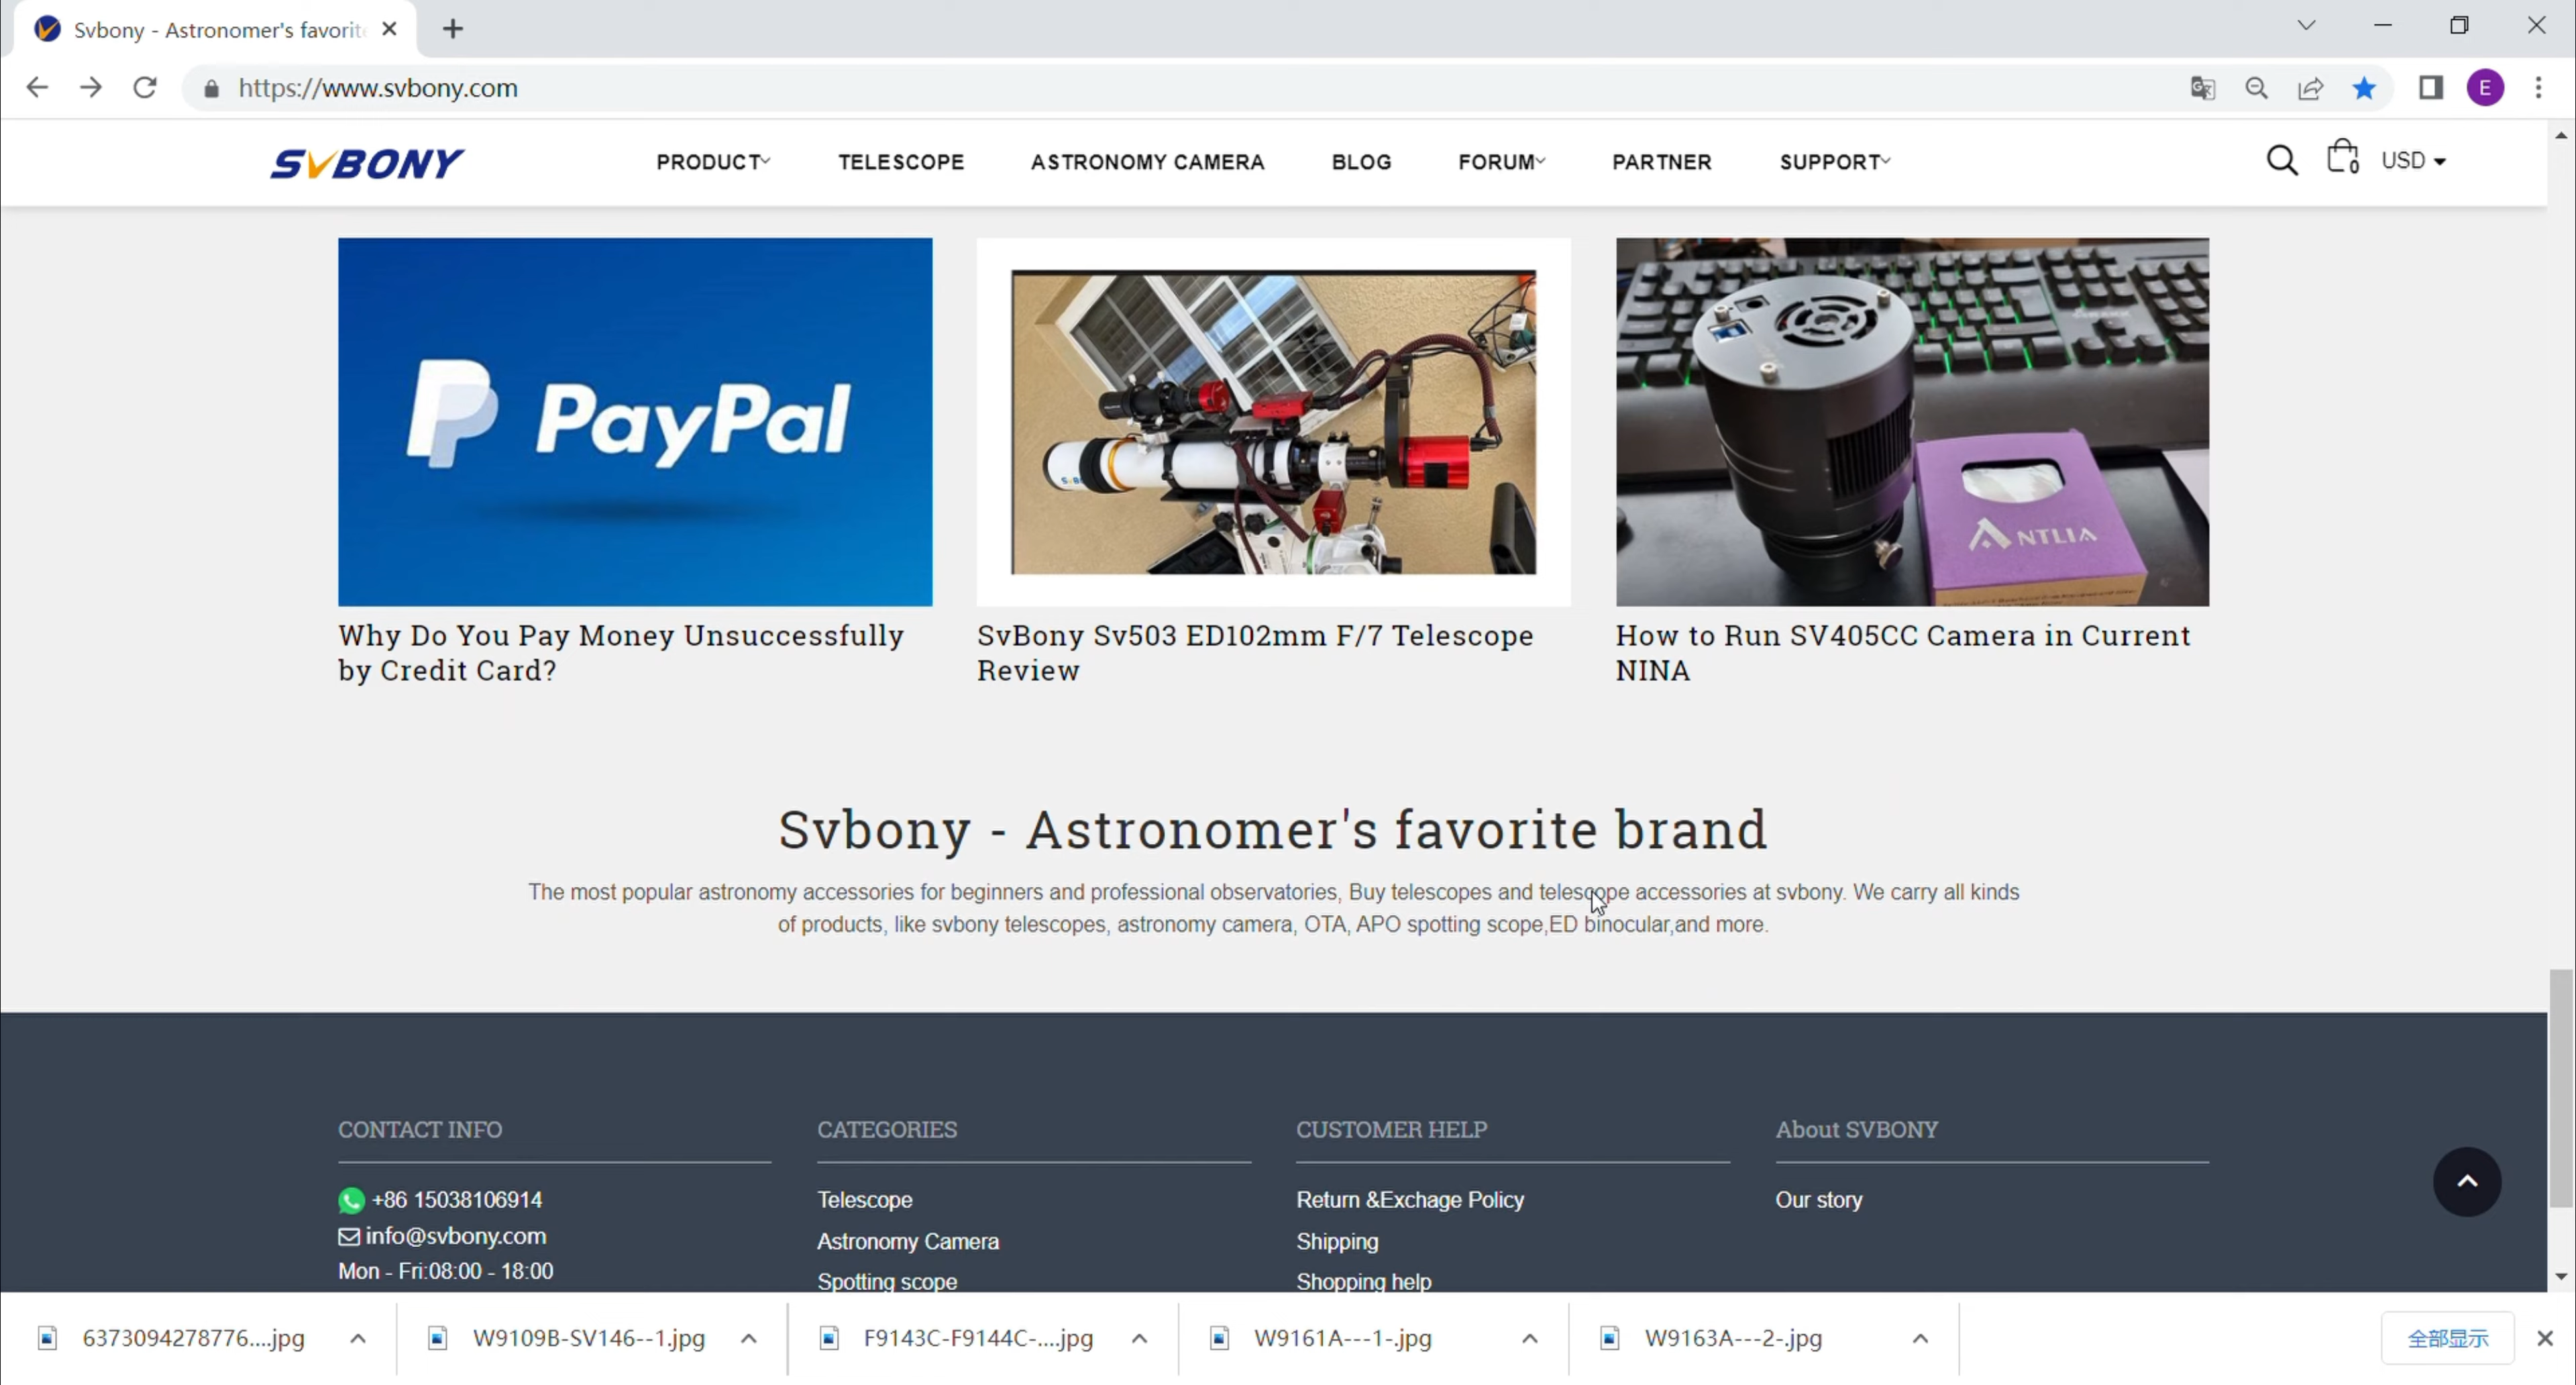 Svbony - Astronomer's favorite
https://www.svbony.com
E
SVBONY
PRODUCT
TELESCOPE
ASTRONOMY CAMERA
BLOG
FORUM
PARTNER
SUPPORT
0
USD
PayPal
ANTLIA
Why Do You Pay Money Unsuccessfully
by Credit Card?
SvBony Sv503 ED102mm F/7 Telescope
Review
How to Run SV405CC Camera in Current
NINA
Svbony - Astronomer's favorite brand
The most popular astronomy accessories for beginners and professional observatories, Buy telescopes and telescope accessories at svbony. We carry all kinds
of products, like svbony telescopes, astronomy camera, OTA, APO spotting scope,ED binocular,and more.
CONTACT INFO
+86 15038106914
info@svbony.com
Mon - Fri:08:00 - 18:00
CATEGORIES
Telescope
Astronomy Camera
Spotting scope
CUSTOMER HELP
Return &Exchage Policy
Shipping
Shopping help
About SVBONY
Our story
6373094278776....jpg
W9109B-SV146--1.jpg
F9143C-F9144C-....jpg
W9161A---1-.jpg
W9163A---2-.jpg
全部显示